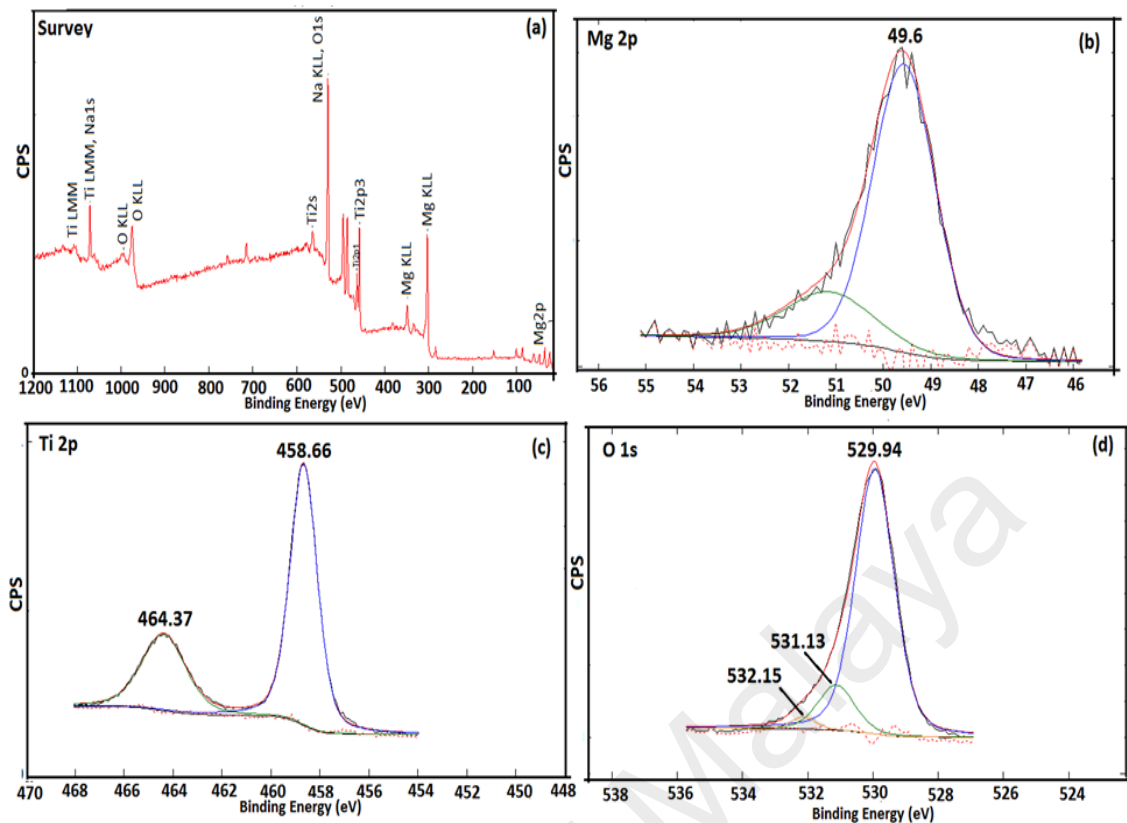 Survey
(a)
Ti LMM
Ti LMM, Na1s
O KLL
O KLL
Ti2s
Na KLL, O1s
Ti2p1
Ti2p3
Mg KLL
Mg KLL
Mg2p
CPS
0
1200 1100 1000 900 800 700 600 500 400 300 200 100
Binding Energy (eV)
Mg 2p
49.6
(b)
CPS
56 55 54 53 52 51 50 49 48 47 46
Binding Energy (eV)
Ti 2p
458.66
(c)
464.37
CPS
470 468 466 464 462 460 458 456 454 452 450 448
Binding Energy (eV)
O 1s
529.94
(d)
531.13
532.15
CPS
538 536 534 532 530 528 526 524
Binding Energy (eV)
Malaya